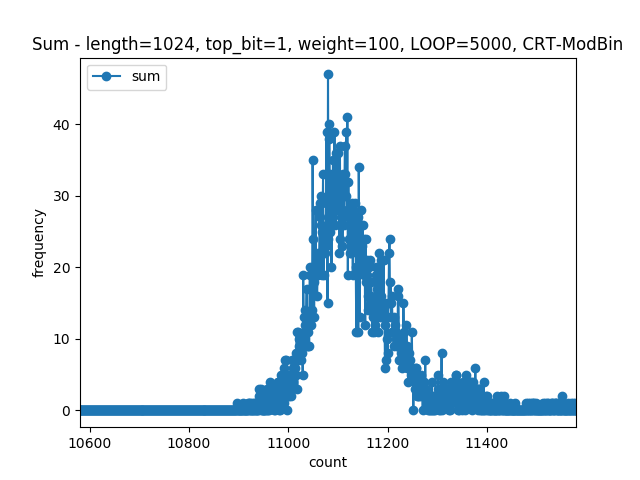 Sum - length=1024, top_bit=1, weight=100, LOOP=5000, CRT-ModBin
sum
frequency
40
30
20
10
0
10600 10800 11000 11200 11400
count